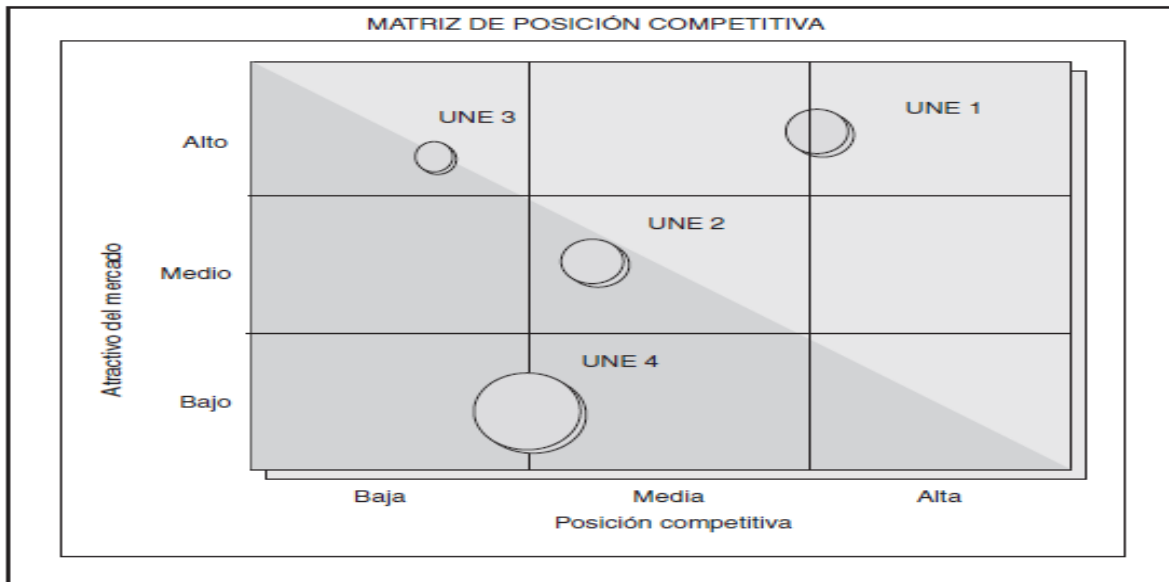 MATRIZ DE POSICIÓN COMPETITIVA
UNE 3
UNE 1
Alto
UNE 2
Medio
Atractivo del mercado
UNE 4
Bajo
Baja
Media
Alta
Posición competitiva